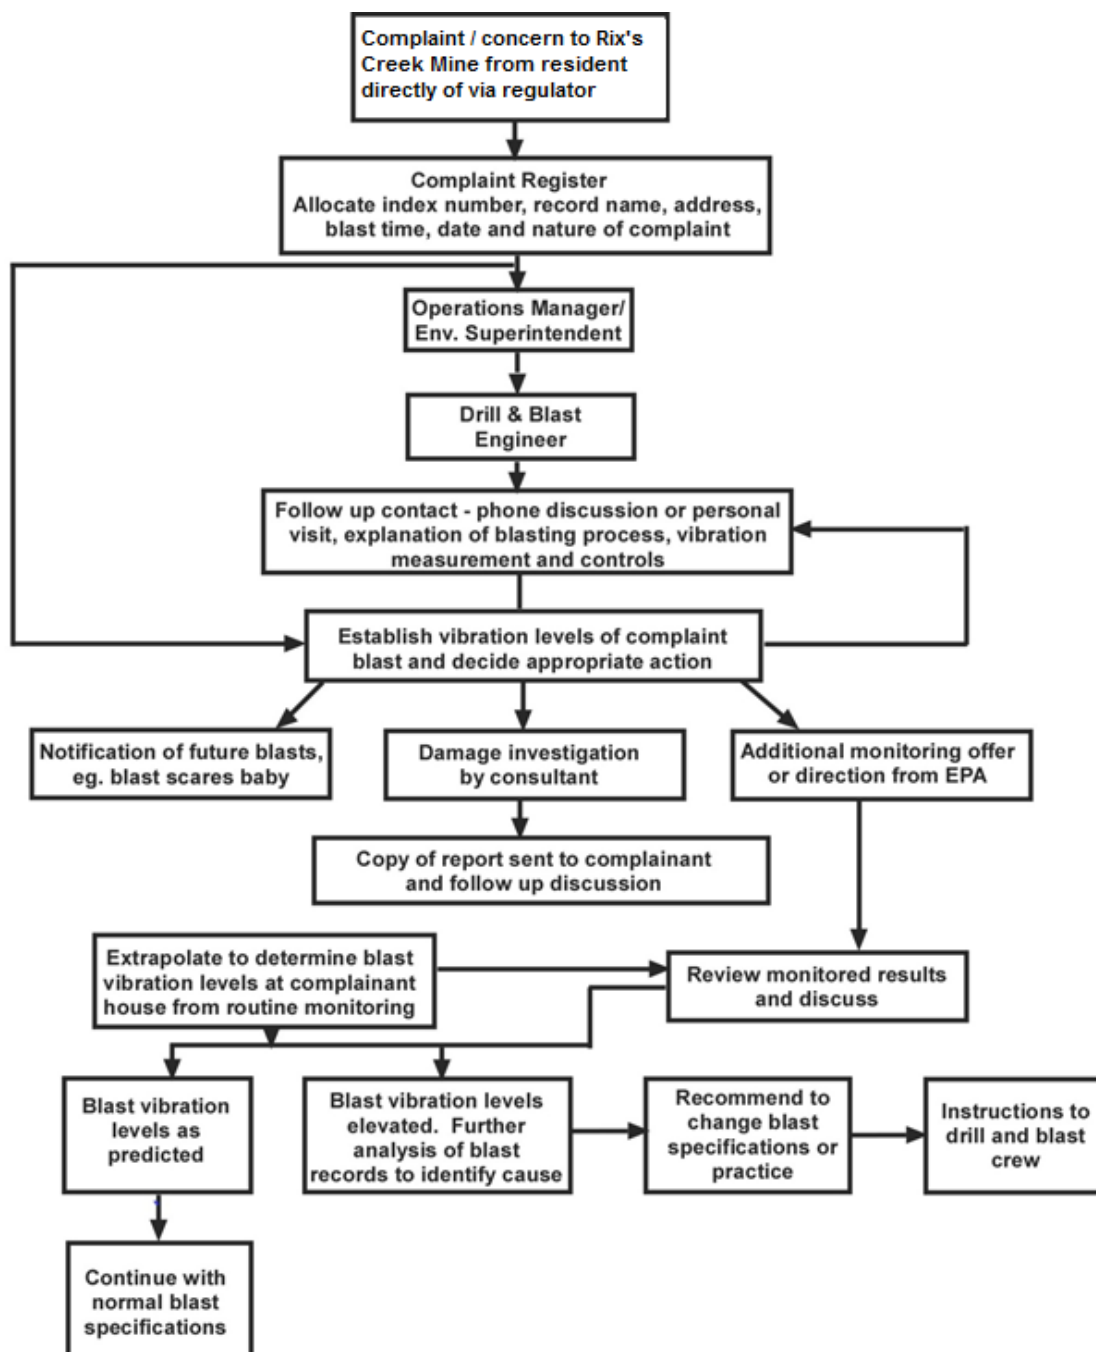 Complaint / concern to Rix's
Creek Mine from resident
directly of via regulator
Complaint Register
Allocate index number, record name, address,
blast time, date and nature of complaint
Operations Manager/
Env. Superintendent
Drill & Blast
Engineer
Follow up contact - phone discussion or personal
visit, explanation of blasting process, vibration
measurement and controls
Establish vibration levels of complaint
blast and decide appropriate action
Notification of future blasts,
eg. blast scares baby
Damage investigation
by consultant
Additional monitoring offer
or direction from EPA
Copy of report sent to complainant
and follow up discussion
Extrapolate to determine blast
vibration levels at complainant
house from routine monitoring
Review monitored results
and discuss
Blast vibration
levels as
predicted
Blast vibration levels
elevated.  Further
analysis of blast
records to identify cause
Recommend to
change blast
specifications or
practice
Instructions to
drill and blast
crew
Continue with
normal blast
specifications